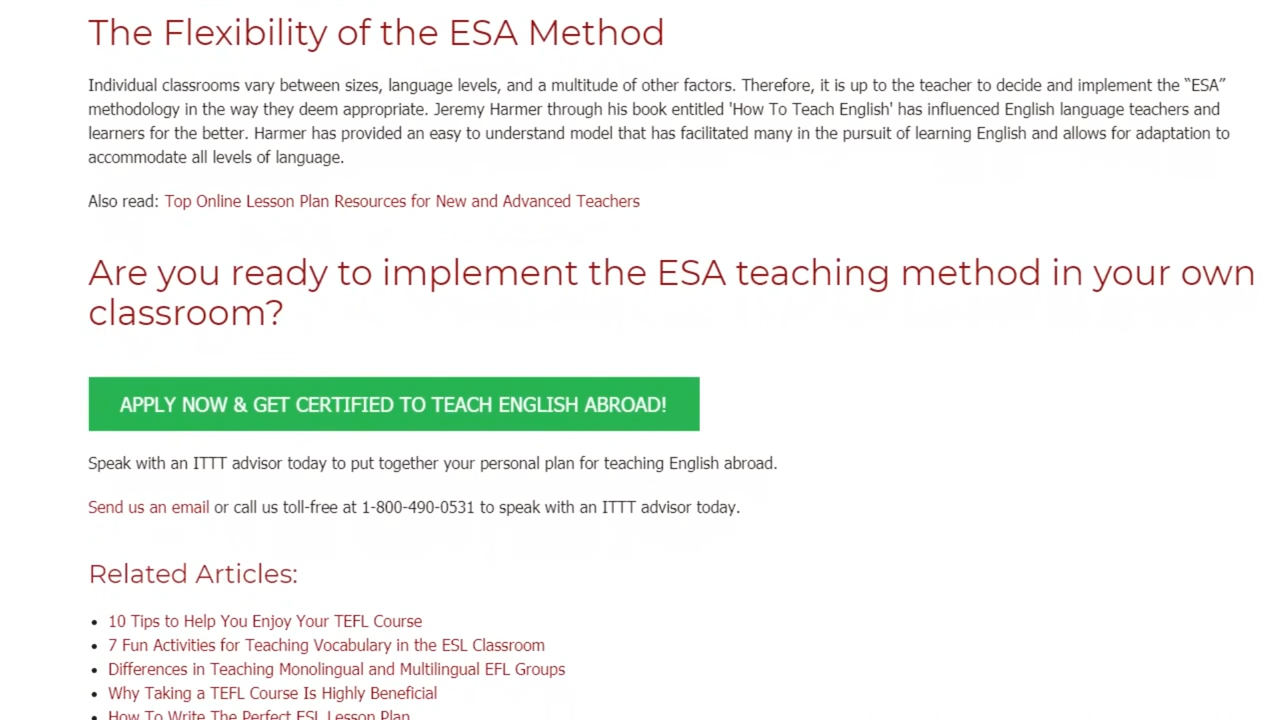 The Flexibility of the ESA Method
Individual classrooms vary between sizes, language levels, and a multitude of other factors. Therefore, it is up to the teacher to decide and implement the “ESA”
methodology in the way they deem appropriate. Jeremy Harmer through his book entitled 'How To Teach English' has influenced English language teachers and
learners for the better. Harmer has provided an easy to understand model that has facilitated many in the pursuit of learning English and allows for adaptation to
accommodate all levels of language.
Also read: Top Online Lesson Plan Resources for New and Advanced Teachers
Are you ready to implement the ESA teaching method in your own
classroom?
APPLY NOW & GET CERTIFIED TO TEACH ENGLISH ABROAD!
Speak with an ITTT advisor today to put together your personal plan for teaching English abroad.
Send us an email or call us toll-free at 1-800-490-0531 to speak with an ITTT advisor today.
Related Articles:
• 10 Tips to Help You Enjoy Your TEFL Course
• 7 Fun Activities for Teaching Vocabulary in the ESL Classroom
• Differences in Teaching Monolingual and Multilingual EFL Groups
• Why Taking a TEFL Course Is Highly Beneficial
• How To Write The Perfect ESL Lesson Plan